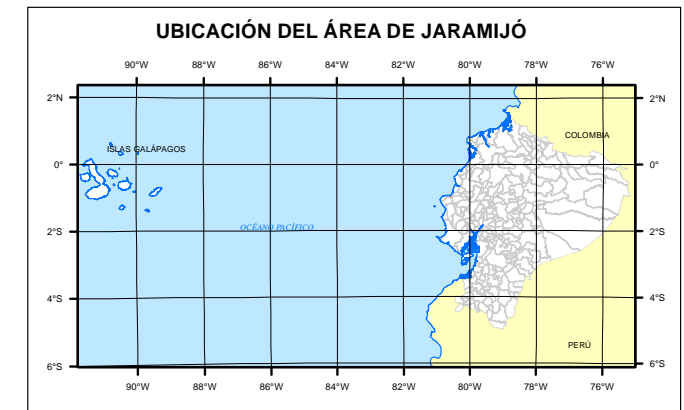 UBICACIÓN DEL ÁREA DE JARAMIJÓ
90°W 88°W 86°W 84°W 82°W 80°W 78°W 76°W
2°N 2°N
COLOMBIA
ISLAS GALÁPAGOS
0° 0°
OCÉANO PACÍFICO
2°S 2°S
4°S 4°S
PERÚ
6°S 6°S
90°W 88°W 86°W 84°W 82°W 80°W 78°W 76°W